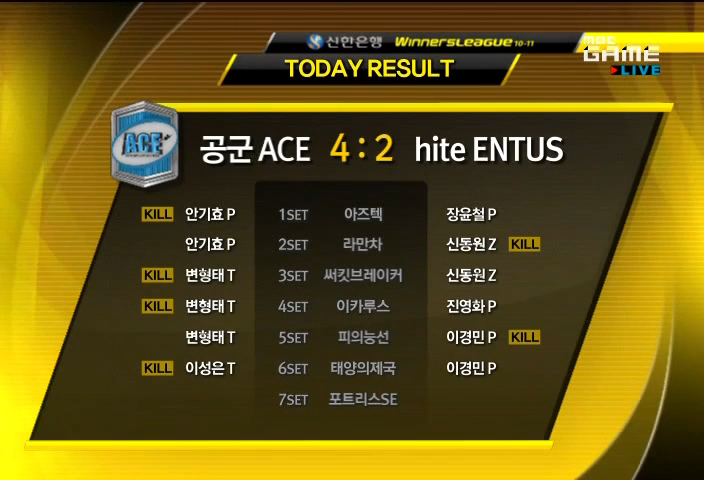 신한은행 WINNERSLEAGUE 10-11
MBC GAME LIVE
TODAY RESULT
ACE
공군 ACE 4 : 2 hite ENTUS
KILL 안기효 P 1SET 아즈텍 장윤철 P
안기효 P 2SET 라만차 신동원 Z KILL
KILL 변형태 T 3SET 써킷브레이커 신동원 Z
KILL 변형태 T 4SET 이카루스 진영화 P
변형태 T 5SET 피의능선 이경민 P KILL
KILL 이성은 T 6SET 태양의제국 이경민 P
7SET 포트리스SE